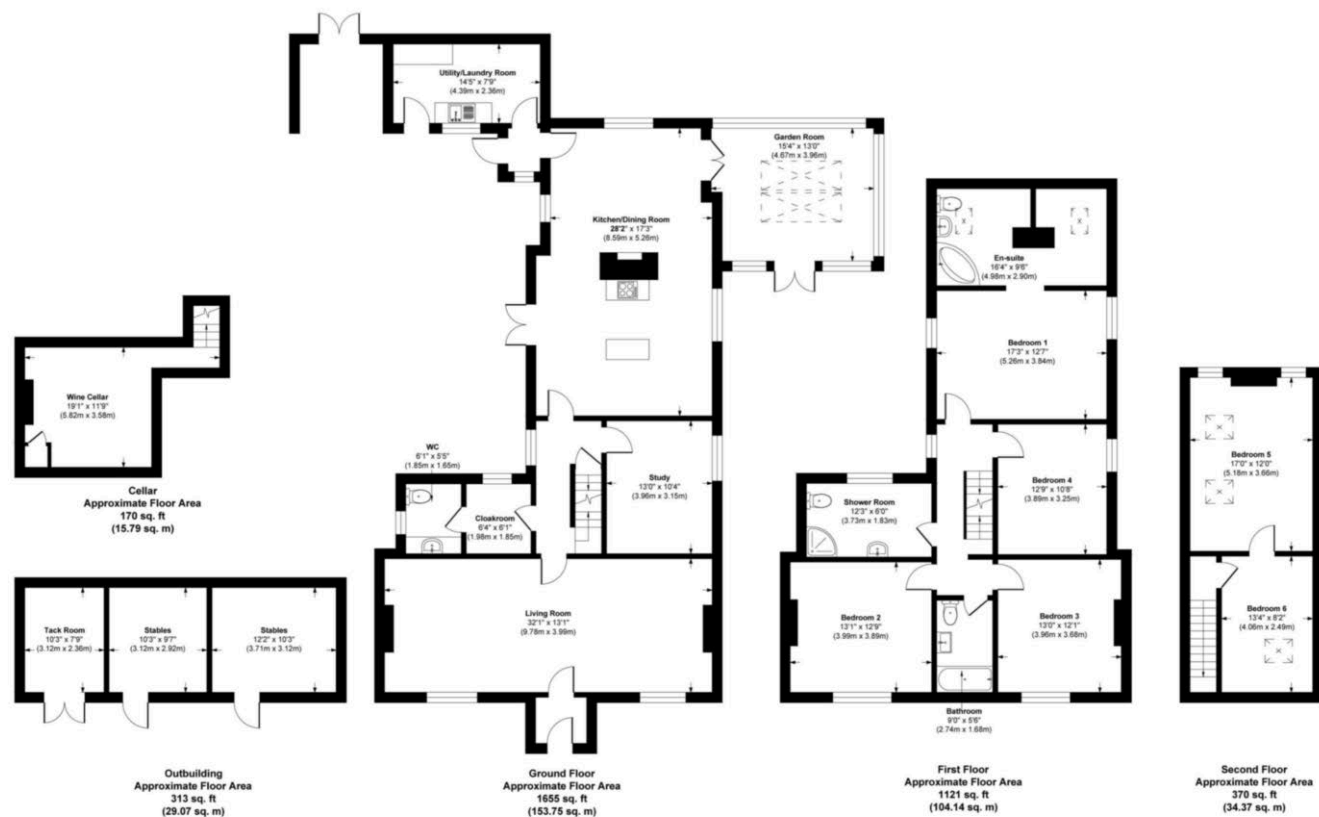 Utility/Laundry Room
14'5" x 7'9"
(4.39m x 2.36m)
Garden Room
15'4" x 13'0"
(4.67m x 3.96m)
Kitchen/Dining Room
28'2" x 17'3"
(8.59m x 5.26m)
En-suite
16'4" x 9'6"
(4.98m x 2.90m)
Bedroom 1
17'3" x 12'7"
(5.26m x 3.84m)
Wine Cellar
19'1" x 11'9"
(5.82m x 3.58m)
Cellar
Approximate Floor Area
170 sq. ft
(15.79 sq. m)
WC
6'1" x 5'5"
(1.85m x 1.65m)
Cloakroom
6'4" x 6'1"
(1.98m x 1.85m)
Study
13'0" x 10'4"
(3.96m x 3.15m)
Shower Room
12'3" x 6'0"
(3.73m x 1.83m)
Bedroom 4
12'9" x 10'8"
(3.89m x 3.25m)
Bedroom 5
17'0" x 12'0"
(5.18m x 3.66m)
Tack Room
10'3" x 7'9"
(3.12m x 2.36m)
Stables
10'3" x 9'7"
(3.12m x 2.92m)
Stables
12'2" x 10'3"
(3.71m x 3.12m)
Living Room
32'1" x 13'1"
(9.78m x 3.99m)
Bedroom 2
13'1" x 12'9"
(3.99m x 3.89m)
Bedroom 3
13'0" x 12'1"
(3.96m x 3.68m)
Bedroom 6
13'4" x 8'2"
(4.06m x 2.49m)
Bathroom
9'0" x 5'6"
(2.74m x 1.68m)
Outbuilding
Approximate Floor Area
313 sq. ft
(29.07 sq. m)
Ground Floor
Approximate Floor Area
1655 sq. ft
(153.75 sq. m)
First Floor
Approximate Floor Area
1121 sq. ft
(104.14 sq. m)
Second Floor
Approximate Floor Area
370 sq. ft
(34.37 sq. m)